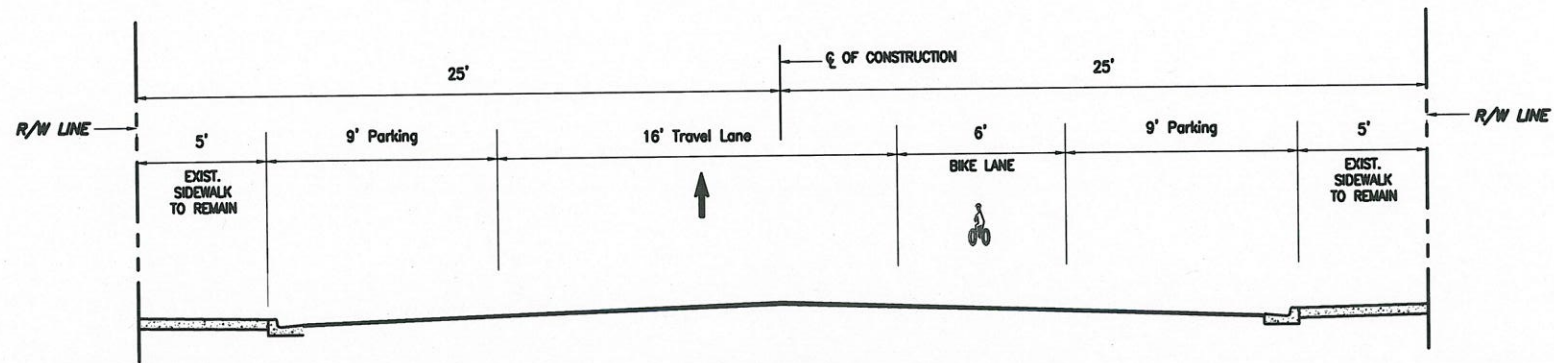 25'
℄ OF CONSTRUCTION
25'
R/W LINE
5'
9' Parking
16' Travel Lane
6'
9' Parking
5'
R/W LINE
EXIST.
SIDEWALK
TO REMAIN
BIKE LANE
EXIST.
SIDEWALK
TO REMAIN